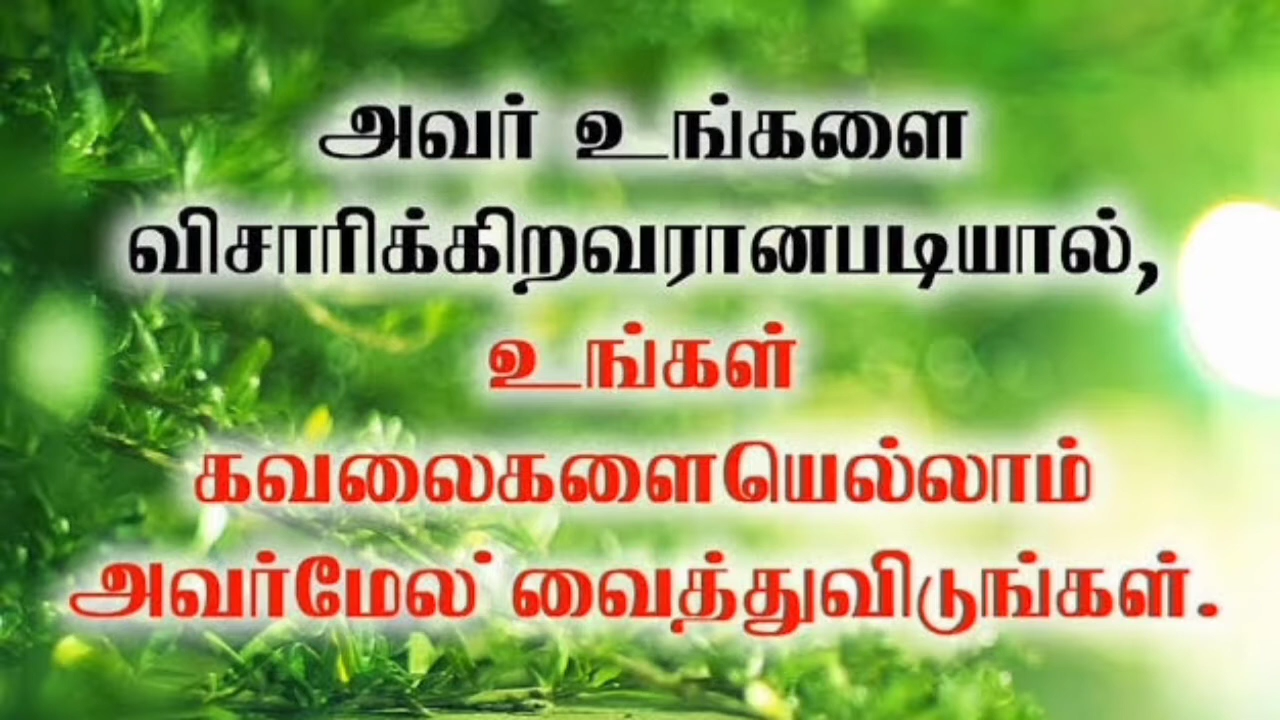 அவர் உங்களை
விசாரிக்கிறவரானபடியால்,
உங்கள்
கவலைகளையெல்லாம்
அவர்மேல் வைத்துவிடுங்கள்.